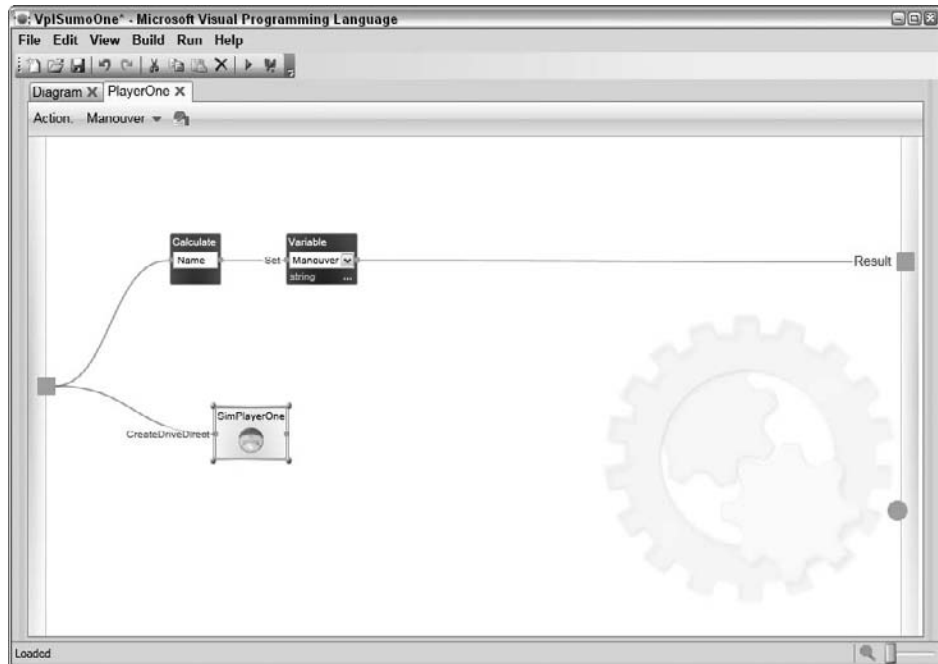 VplSumoOne* - Microsoft Visual Programming Language
File Edit View Build Run Help
Diagram PlayerOne
Action: Manouver
Calculate
Name
Set
Variable
Manouver
string ...
Result
SimPlayerOne
CreateDriveDirect
Loaded